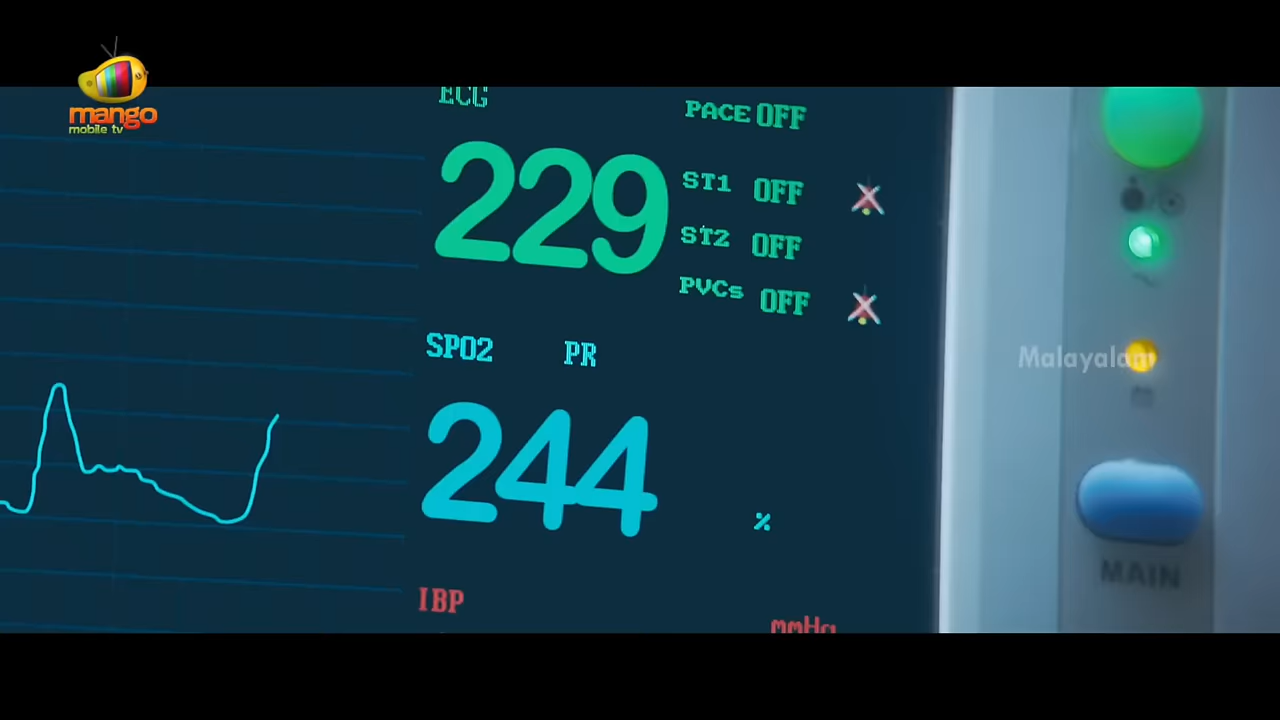 mango
mobile tv
ECG
PACE OFF
229
ST1 OFF
ST2 OFF
PVCs OFF
SPO2 PR
Malayalam
244
%
MAIN
IBP
mmHg